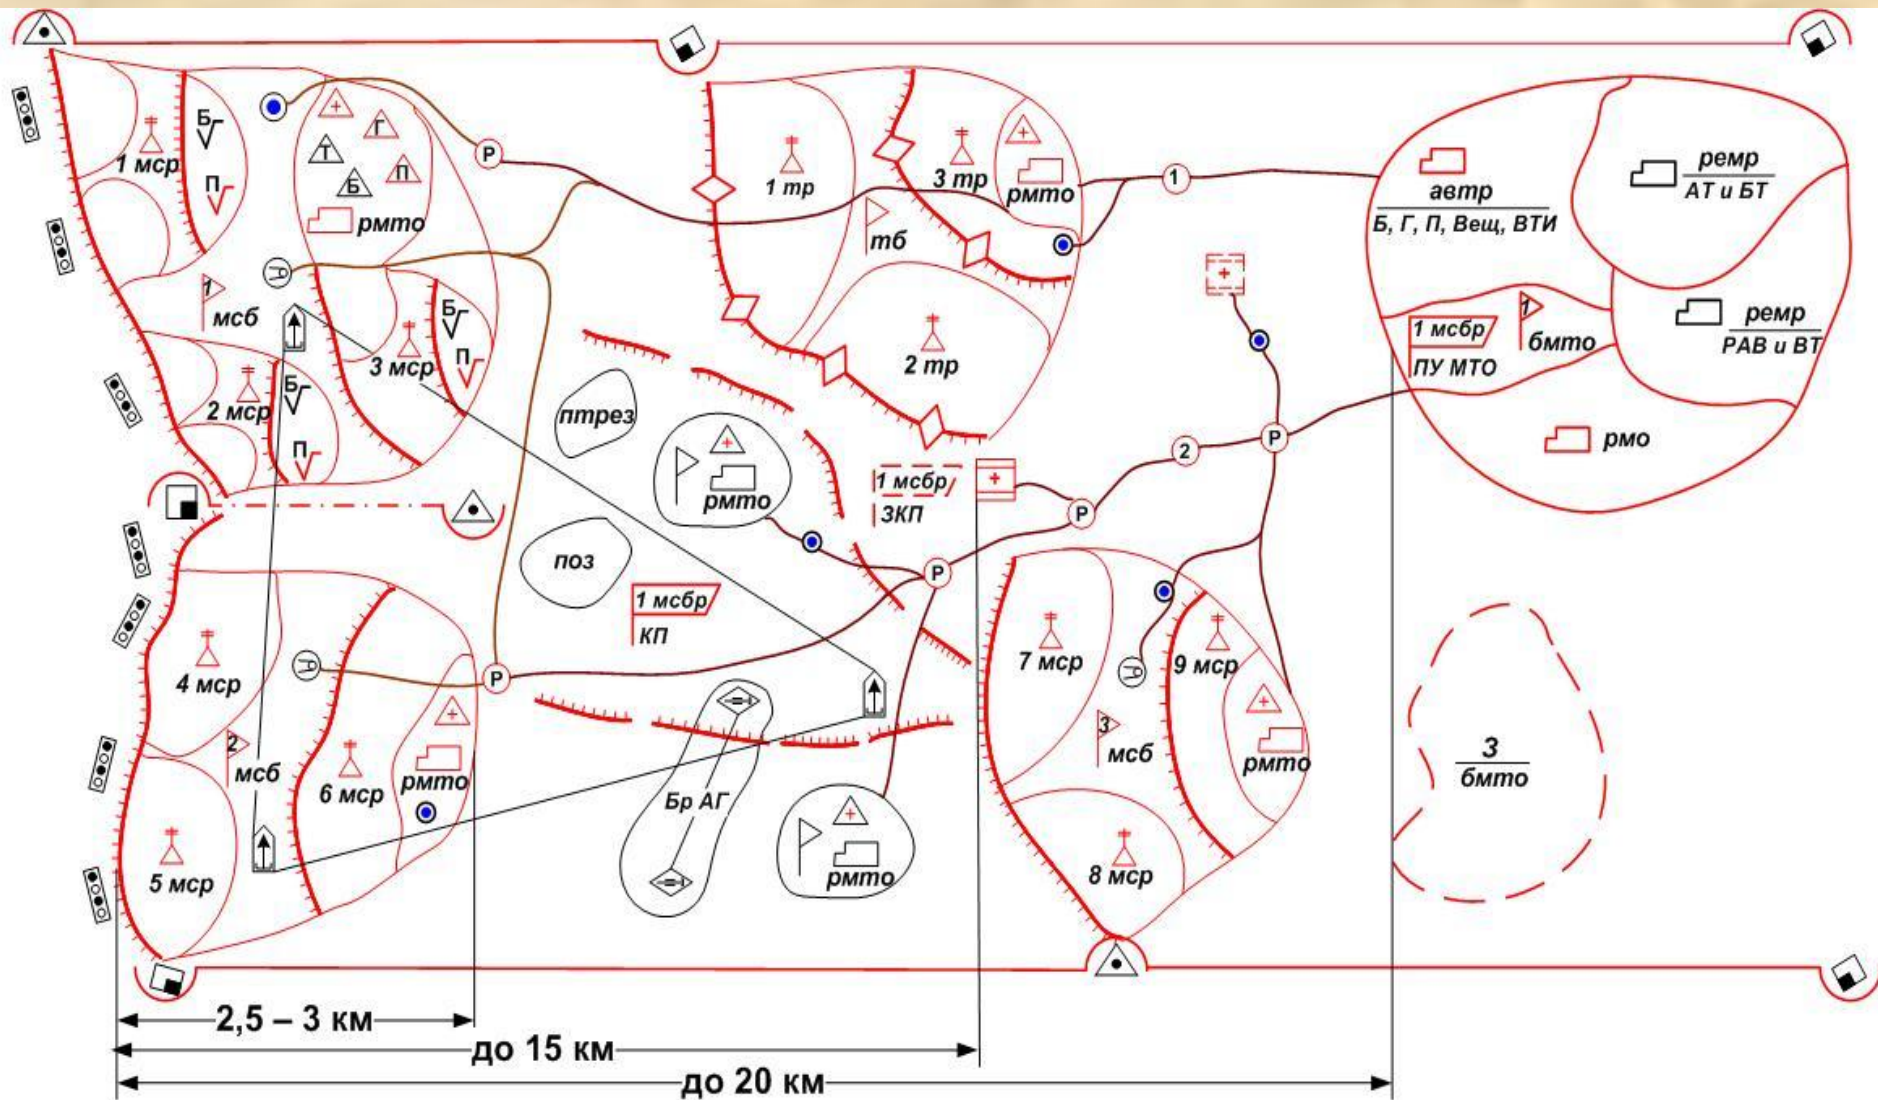 1 мср
Б
П
Г
Т
П
Б
рмто
Р
1
мсб
2 мср
Б
П
3 мср
Б
П
1 тр
3 тр
рмто
тб
2 тр
1
автр
Б, Г, П, Вещ, ВТИ
ремр
АТ и БТ
1 мсбр
ПУ МТО
1
бмто
ремр
РАВ и ВТ
рмо
птрез
рмто
1 мсбр
ЗКП
2
Р
Р
Р
поз
1 мсбр
КП
4 мср
2
мсб
5 мср
6 мср
рмто
Р
Бр АГ
рмто
7 мср
9 мср
3
мсб
рмто
8 мср
З
бмто
2,5 – 3 км
до 15 км
до 20 км